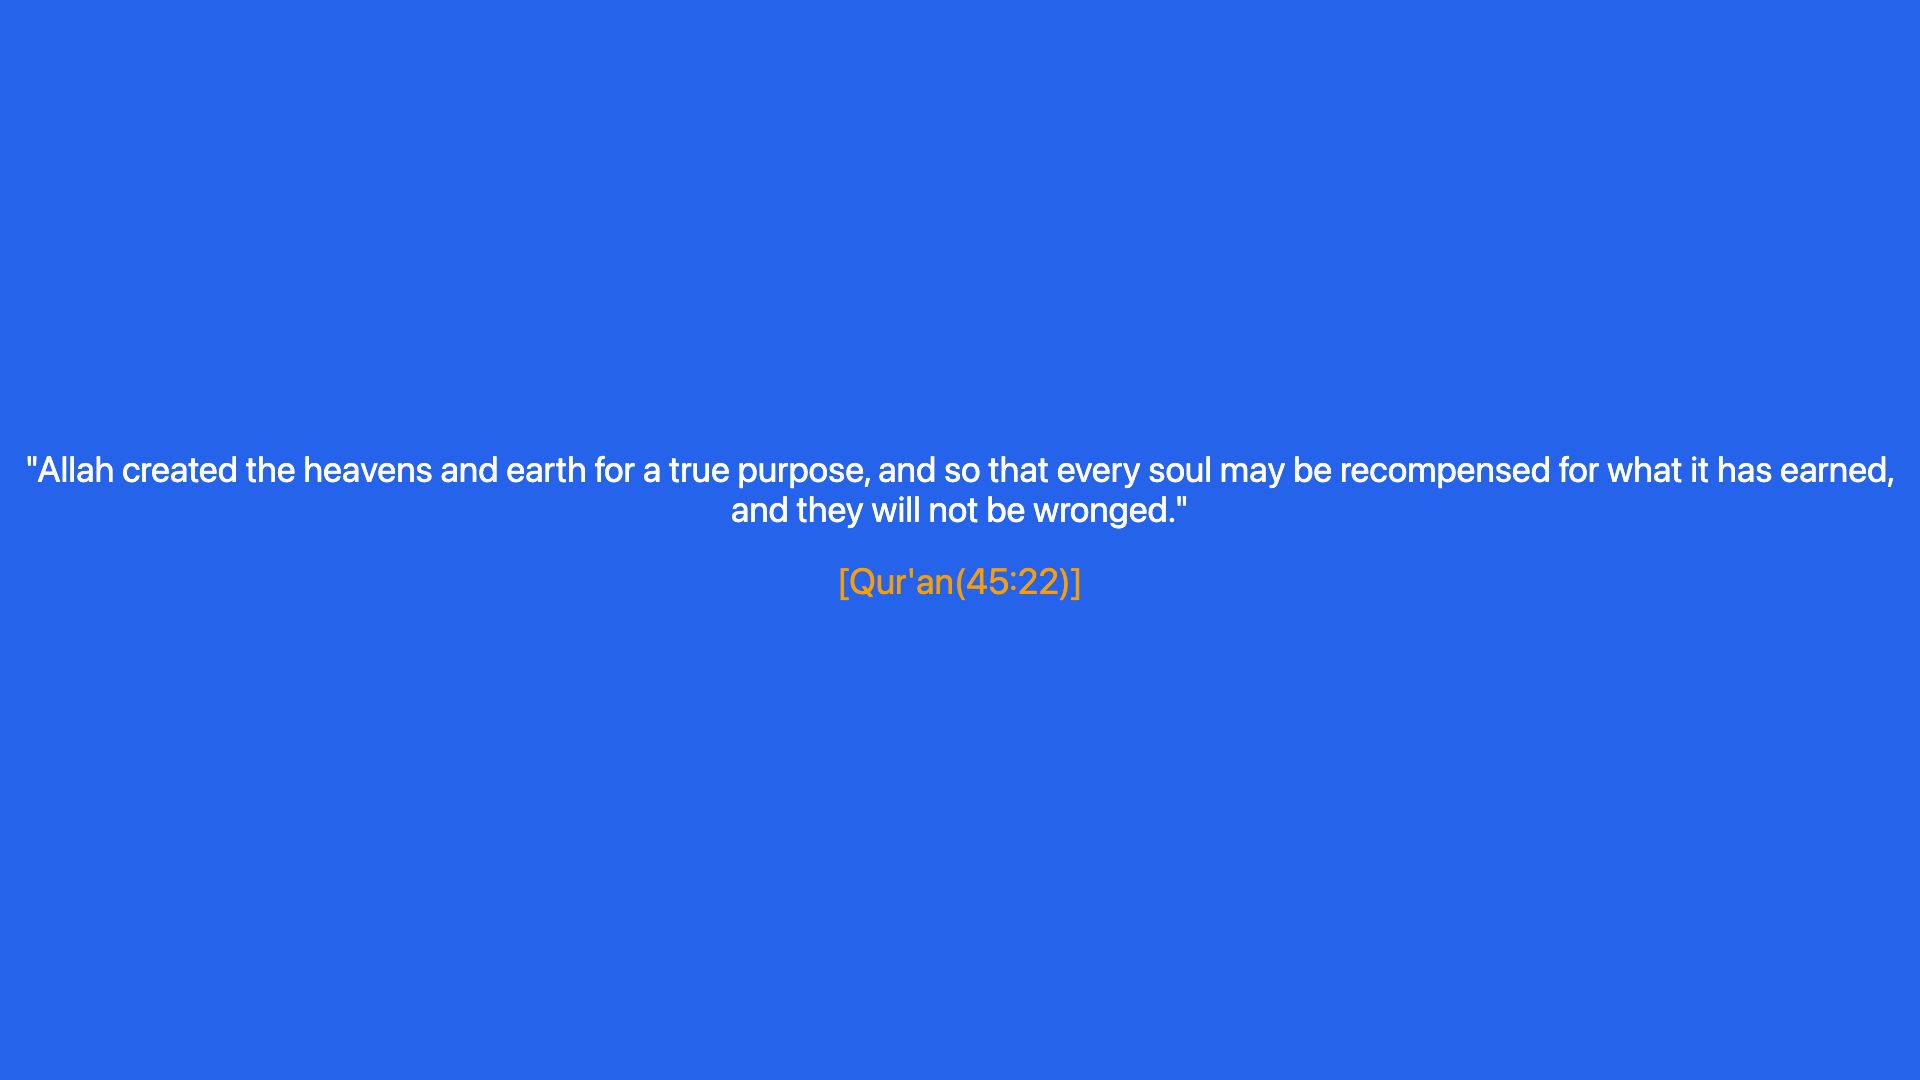 "Allah created the heavens and earth for a true purpose, and so that every soul may be recompensed for what it has earned,
and they will not be wronged."
[Qur'an(45:22)]